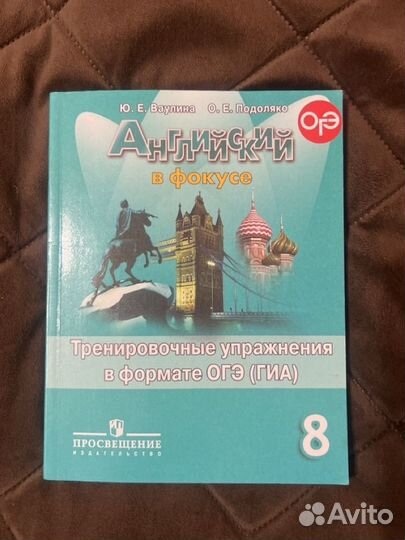 Ю. Е. Ваулина О. Е. Подоляко
ОГЭ
Английский
в фокусе
Тренировочные упражнения
в формате ОГЭ (ГИА)
ПРОСВЕЩЕНИЕ
ИЗДАТЕЛЬСТВО
8
Avito